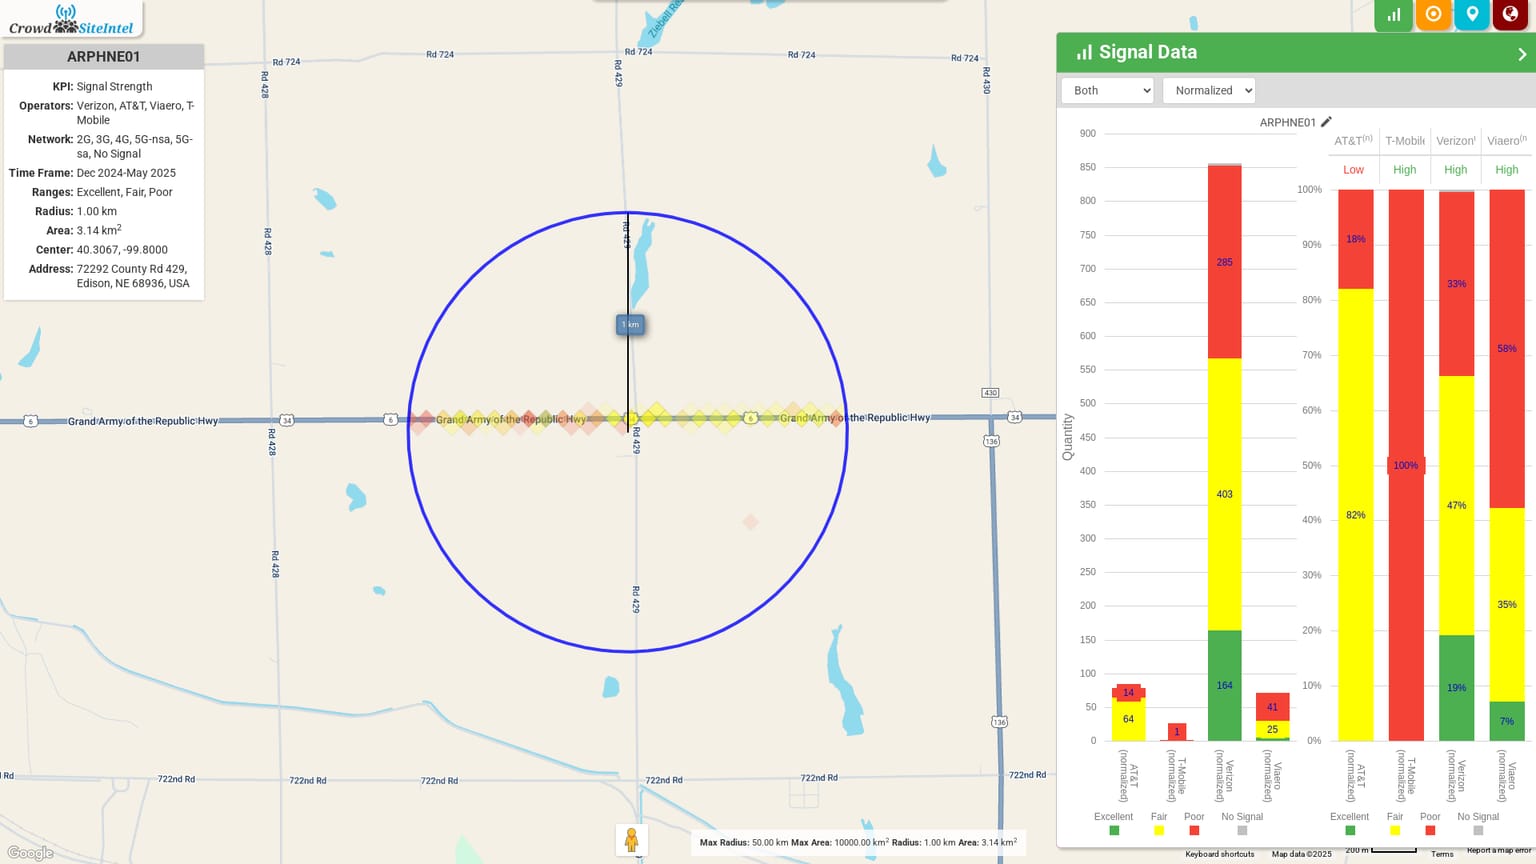 CrowdSiteIntel
ARPHNE01
KPI: Signal Strength
Operators: Verizon, AT&T, Viaero, T-
Mobile
Network: 2G, 3G, 4G, 5G-nsa, 5G-
sa, No Signal
Time Frame: Dec 2024-May 2025
Ranges: Excellent, Fair, Poor
Radius: 1.00 km
Area: 3.14 km²
Center: 40.3067, -99.8000
Address: 72292 County Rd 429,
Edison, NE 68936, USA
Ziebell Res
Rd 724
Rd 724
Rd 724
Rd 724
Rd 724
Rd 428
Rd 429
Rd 430
Rd 428
Rd 429
1 km
430
6
Grand Army of the Republic Hwy
34
6
Grand Army of the Republic Hwy
6
Grand Army of the Republic Hwy
34
Rd 428
Rd 429
136
Rd 428
Rd 429
136
Rd
722nd Rd
722nd Rd
722nd Rd
722nd Rd
722nd Rd
722nd Rd
Google
Max Radius: 50.00 km Max Area: 10000.00 km² Radius: 1.00 km Area: 3.14 km²
Signal Data
Both
Normalized
ARPHNE01
Quantity
900
850
800
750
700
650
600
550
500
450
400
350
300
250
200
150
100
50
0
14
64
1
285
403
164
41
25
AT&T
(normalized)
T-Mobile
(normalized)
Verizon
(normalized)
Viaero
(normalized)
Excellent Fair Poor No Signal
AT&T(n) T-Mobile Verizon Viaero(n
Low High High High
100%
90%
80%
70%
60%
50%
40%
30%
20%
10%
0%
18%
82%
100%
33%
47%
19%
58%
35%
7%
AT&T
(normalized)
T-Mobile
(normalized)
Verizon
(normalized)
Viaero
(normalized)
Excellent Fair Poor No Signal
Keyboard shortcuts Map data ©2025 200 m Terms Report a map error